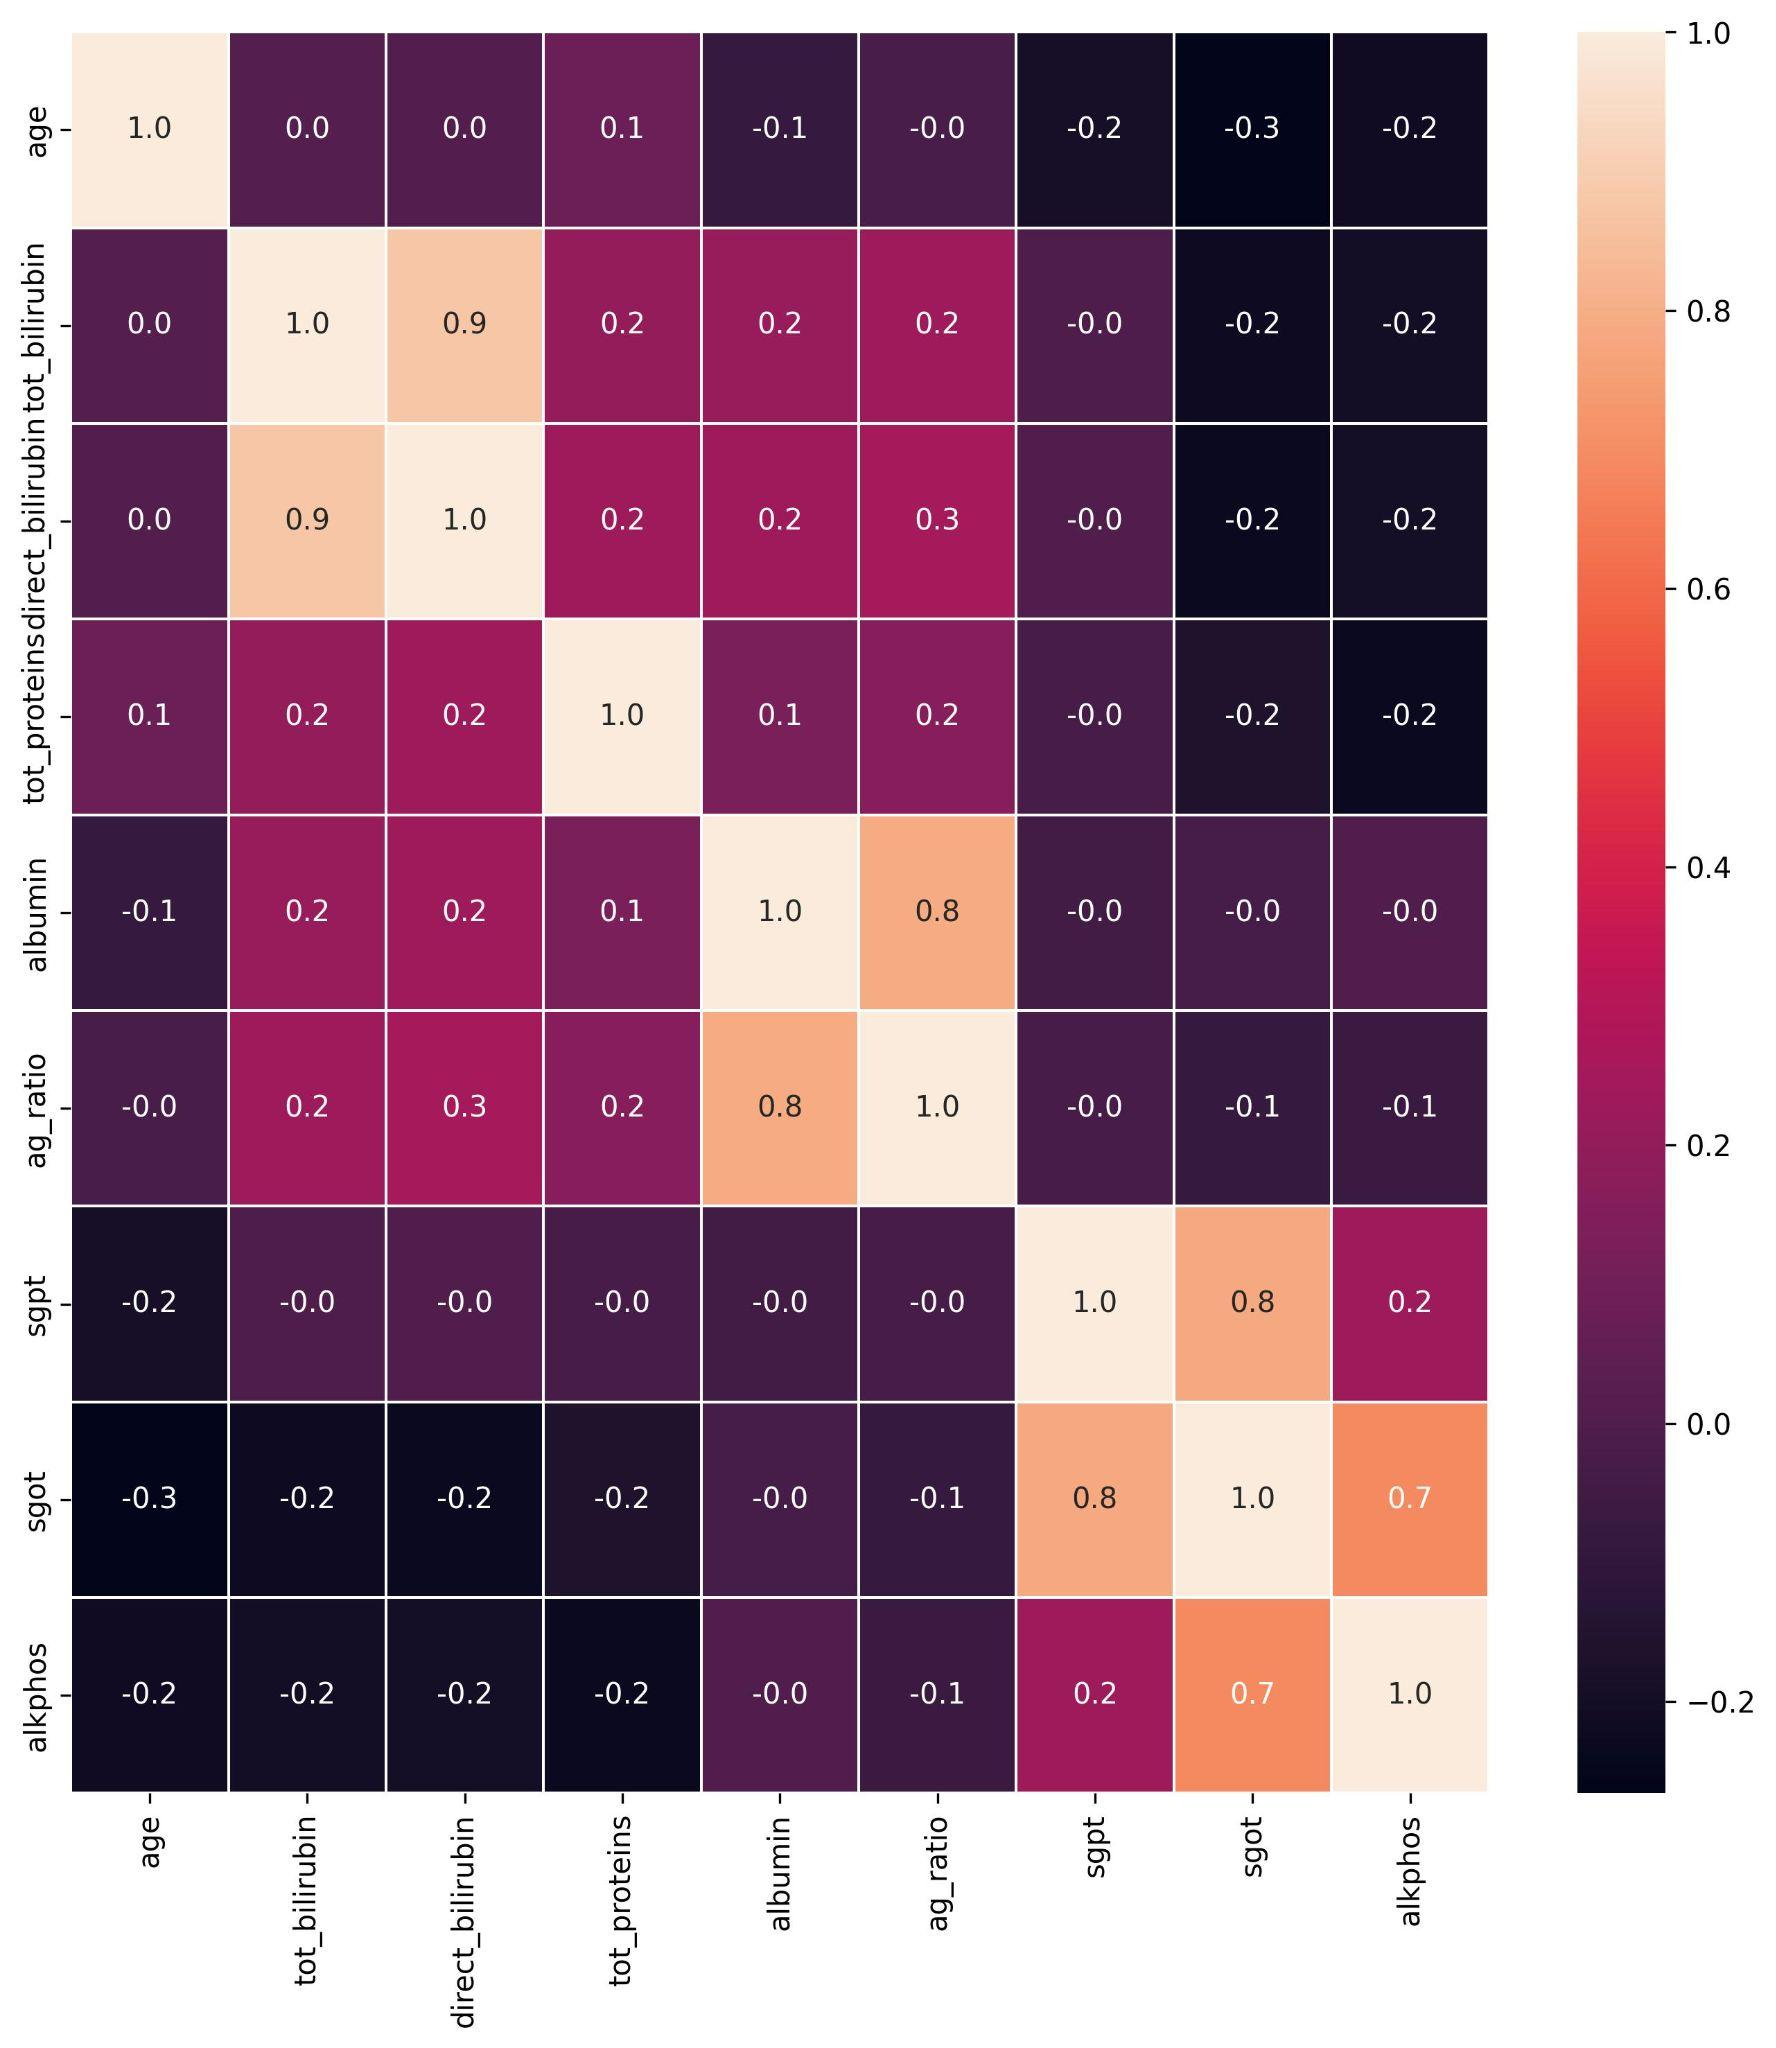 age 1.0 0.0 0.0 0.1 -0.1 -0.0 -0.2 -0.3 -0.2
tot_bilirubin 0.0 1.0 0.9 0.2 0.2 0.2 -0.0 -0.2 -0.2
direct_bilirubin 0.0 0.9 1.0 0.2 0.2 0.3 -0.0 -0.2 -0.2
tot_proteins 0.1 0.2 0.2 1.0 0.1 0.2 -0.0 -0.2 -0.2
albumin -0.1 0.2 0.2 0.1 1.0 0.8 -0.0 -0.0 -0.0
ag_ratio -0.0 0.2 0.3 0.2 0.8 1.0 -0.0 -0.1 -0.1
sgpt -0.2 -0.0 -0.0 -0.0 -0.0 -0.0 1.0 0.8 0.2
sgot -0.3 -0.2 -0.2 -0.2 -0.0 -0.1 0.8 1.0 0.7
alkphos -0.2 -0.2 -0.2 -0.2 -0.0 -0.1 0.2 0.7 1.0
age tot_bilirubin direct_bilirubin tot_proteins albumin ag_ratio sgpt sgot alkphos
1.0
0.8
0.6
0.4
0.2
0.0
−0.2